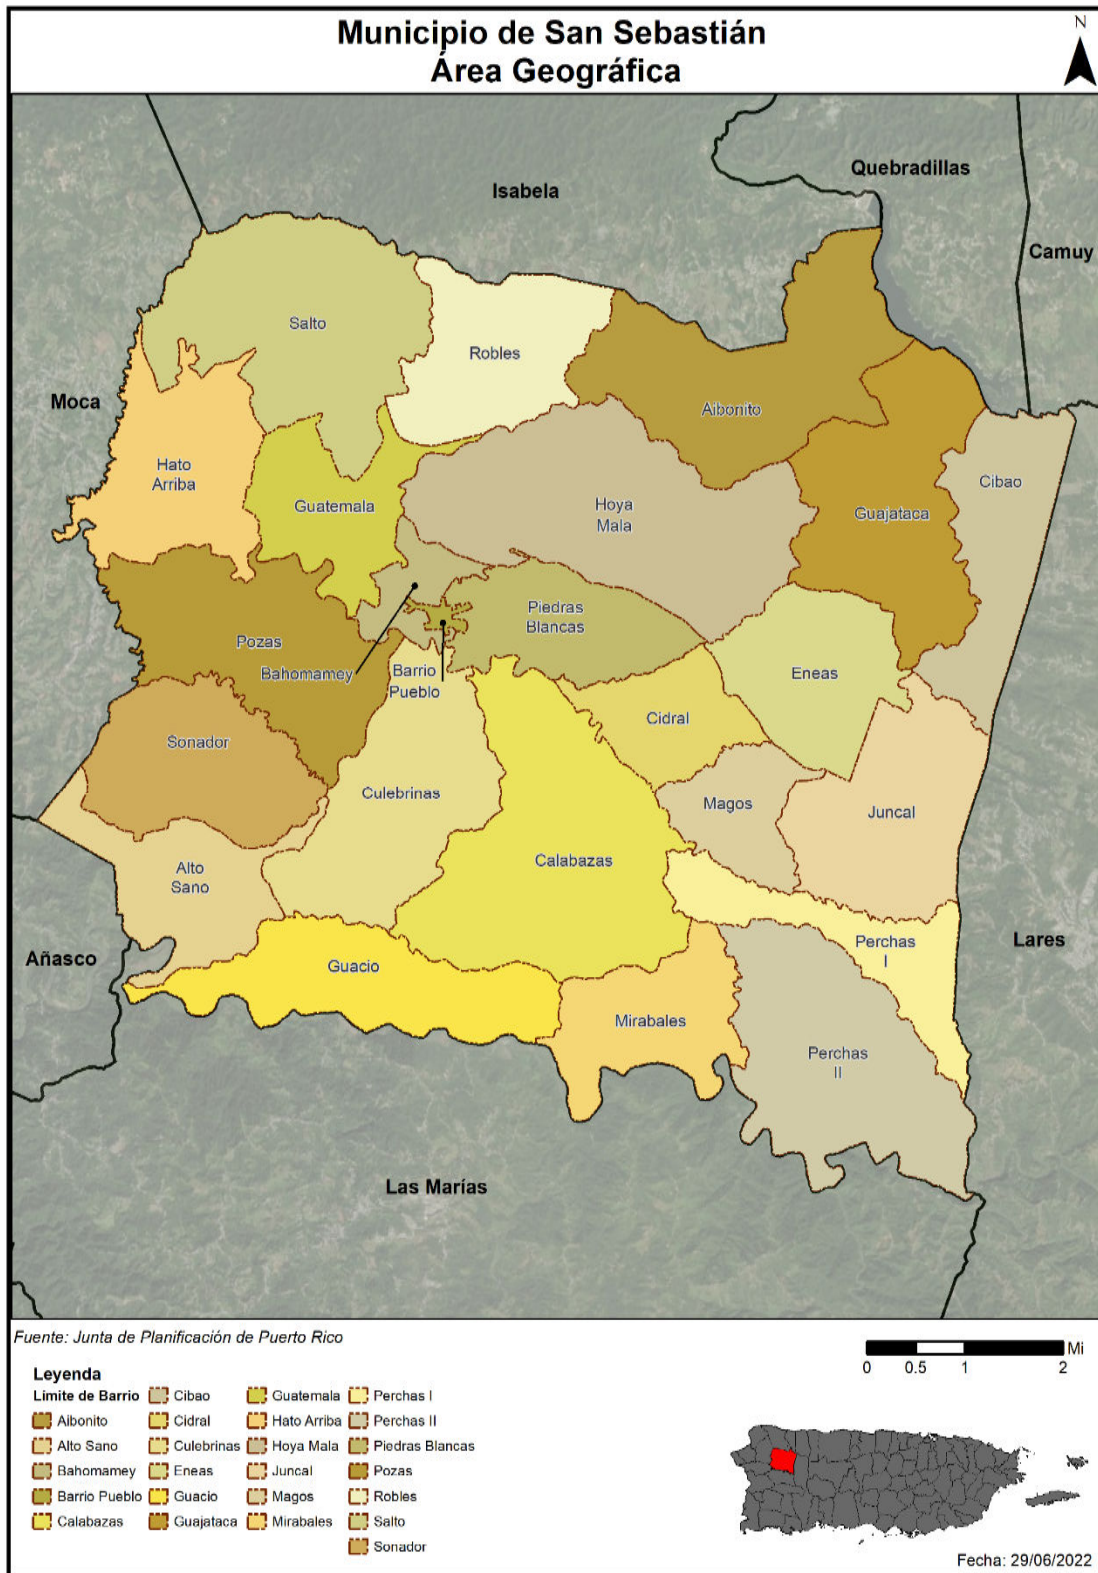 Municipio de San Sebastián
Área Geográfica
N
Quebradillas
Isabela
Camuy
Salto
Robles
Moca
Aibonito
Hato
Arriba
Cibao
Guatemala
Hoya
Mala
Guajataca
Piedras
Blancas
Pozas
Bahomamey
Barrio
Pueblo
Eneas
Cidral
Sonador
Culebrinas
Magos
Juncal
Alto
Sano
Calabazas
Añasco
Guacio
Perchas
I
Lares
Mirabales
Perchas
II
Las Marías
Fuente: Junta de Planificación de Puerto Rico
Mi
0 0.5 1 2
Leyenda
Límite de Barrio
Aibonito
Alto Sano
Bahomamey
Barrio Pueblo
Calabazas
Cibao
Cidral
Culebrinas
Eneas
Guacio
Guajataca
Guatemala
Hato Arriba
Hoya Mala
Juncal
Magos
Mirabales
Perchas I
Perchas II
Piedras Blancas
Pozas
Robles
Salto
Sonador
Fecha: 29/06/2022